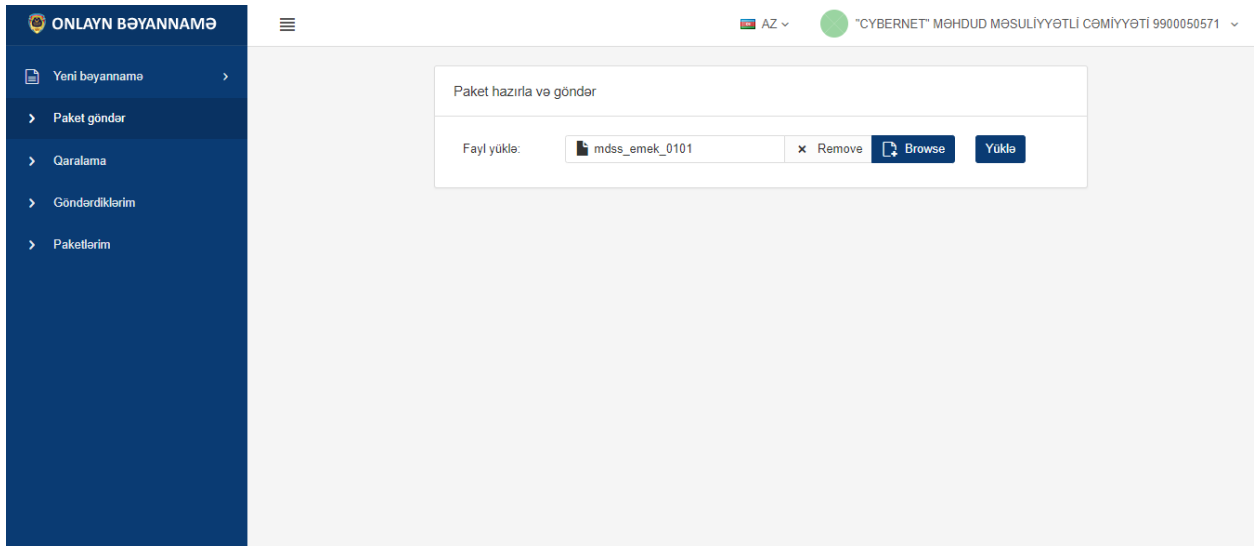 ONLAYN BƏYANNAMƏ
AZ
"CYBERNET" MƏHDUD MƏSULİYYƏTLİ CƏMİYYƏTİ 9900050571
Yeni bəyannamə
Paket göndər
Qaralama
Göndərdiklərim
Paketlərim
Paket hazırla və göndər
Fayl yüklə:
mdss_emek_0101
Remove
Browse
Yüklə